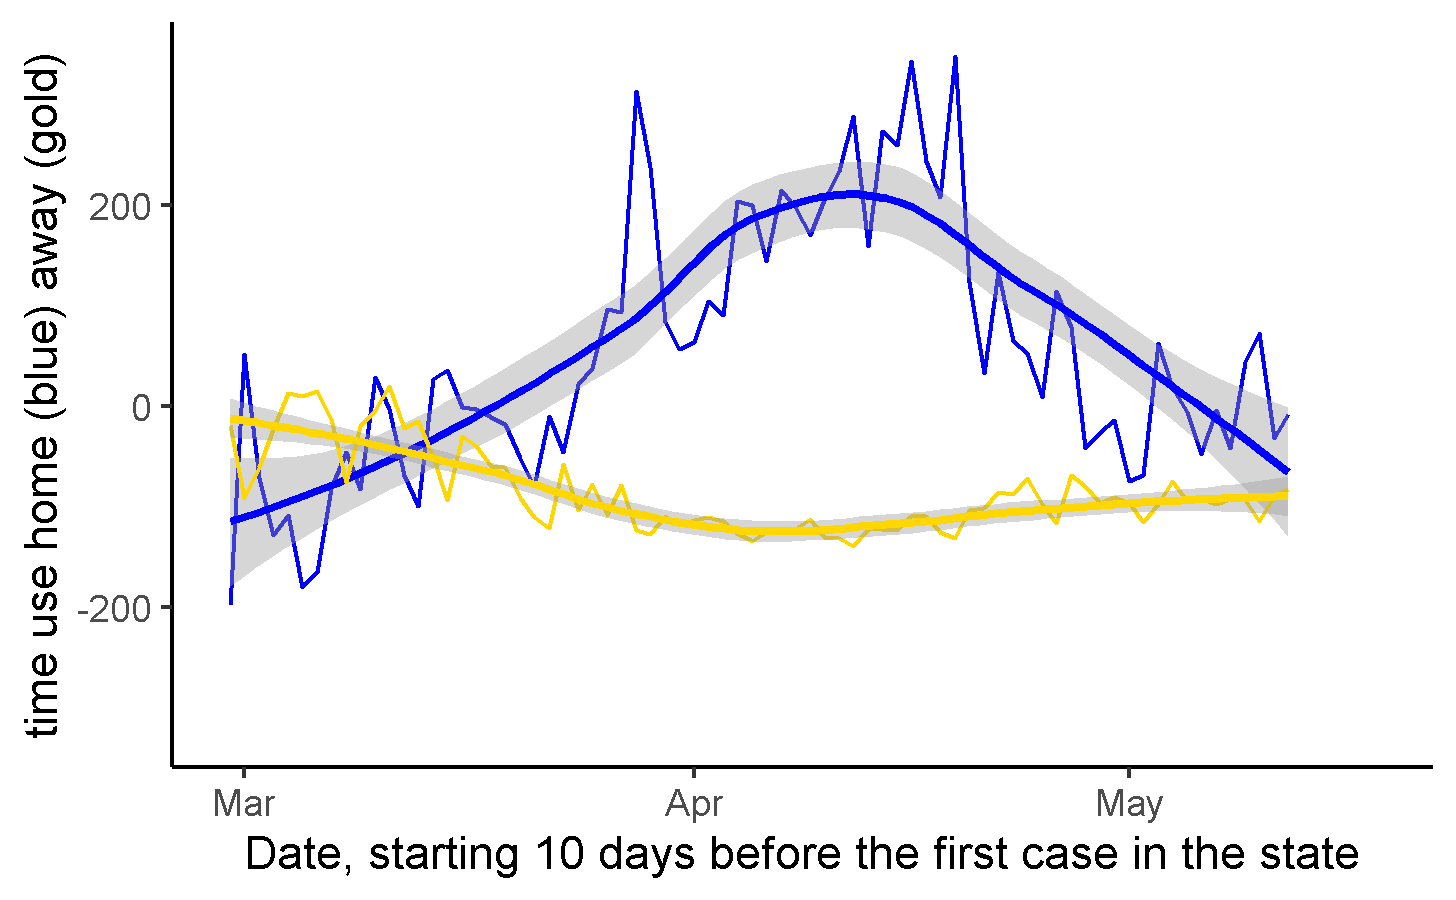 time use home (blue) away (gold)
200
0
-200
Mar Apr May
Date, starting 10 days before the first case in the state